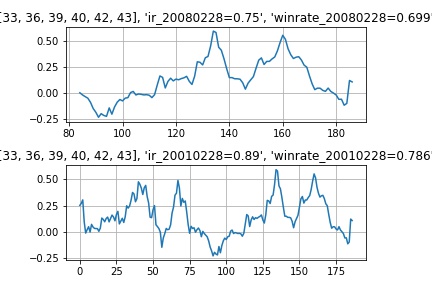 [33, 36, 39, 40, 42, 43], 'ir_20080228=0.75', 'winrate_20080228=0.699'
0.50
0.25
0.00
−0.25
80 100 120 140 160 180
[33, 36, 39, 40, 42, 43], 'ir_20010228=0.89', 'winrate_20010228=0.786'
0.50
0.25
0.00
−0.25
0 25 50 75 100 125 150 175